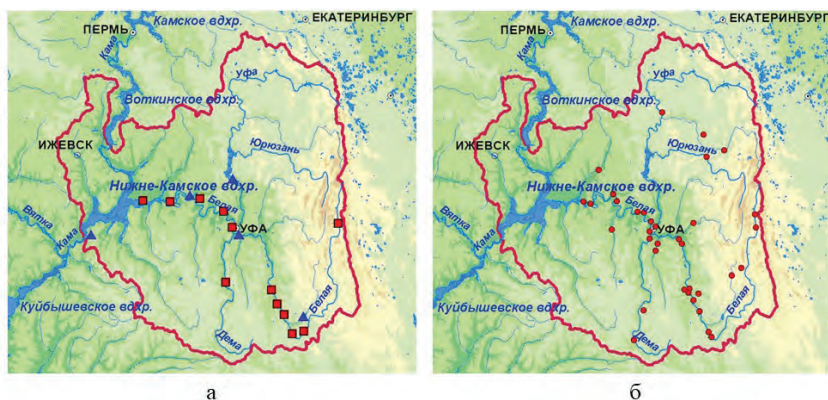 Камское вдхр.
ЕКАТЕРИНБУРГ
ПЕРМЬ
Кама
Уфа
Воткинское вдхр.
Юрюзань
ИЖЕВСК
Нижне-Камское вдхр.
Белая
Вятка
Кама
УФА
Куйбышевское вдхр.
Белая
Дема
а
Камское вдхр.
ЕКАТЕРИНБУРГ
ПЕРМЬ
Кама
Уфа
Воткинское вдхр.
Юрюзань
ИЖЕВСК
Нижне-Камское вдхр.
Белая
Вятка
Кама
УФА
Куйбышевское вдхр.
Белая
Дема
б